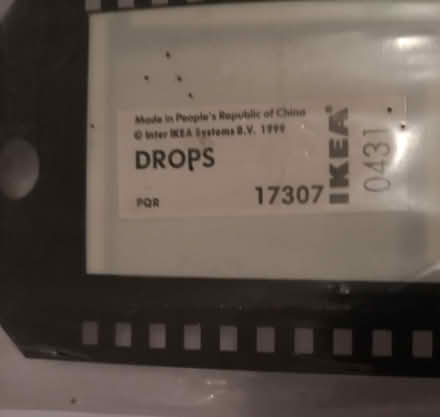 Made in People's Republic of China
© Inter IKEA Systems B.V. 1999
DROPS
PQR
17307
IKEA®
0431